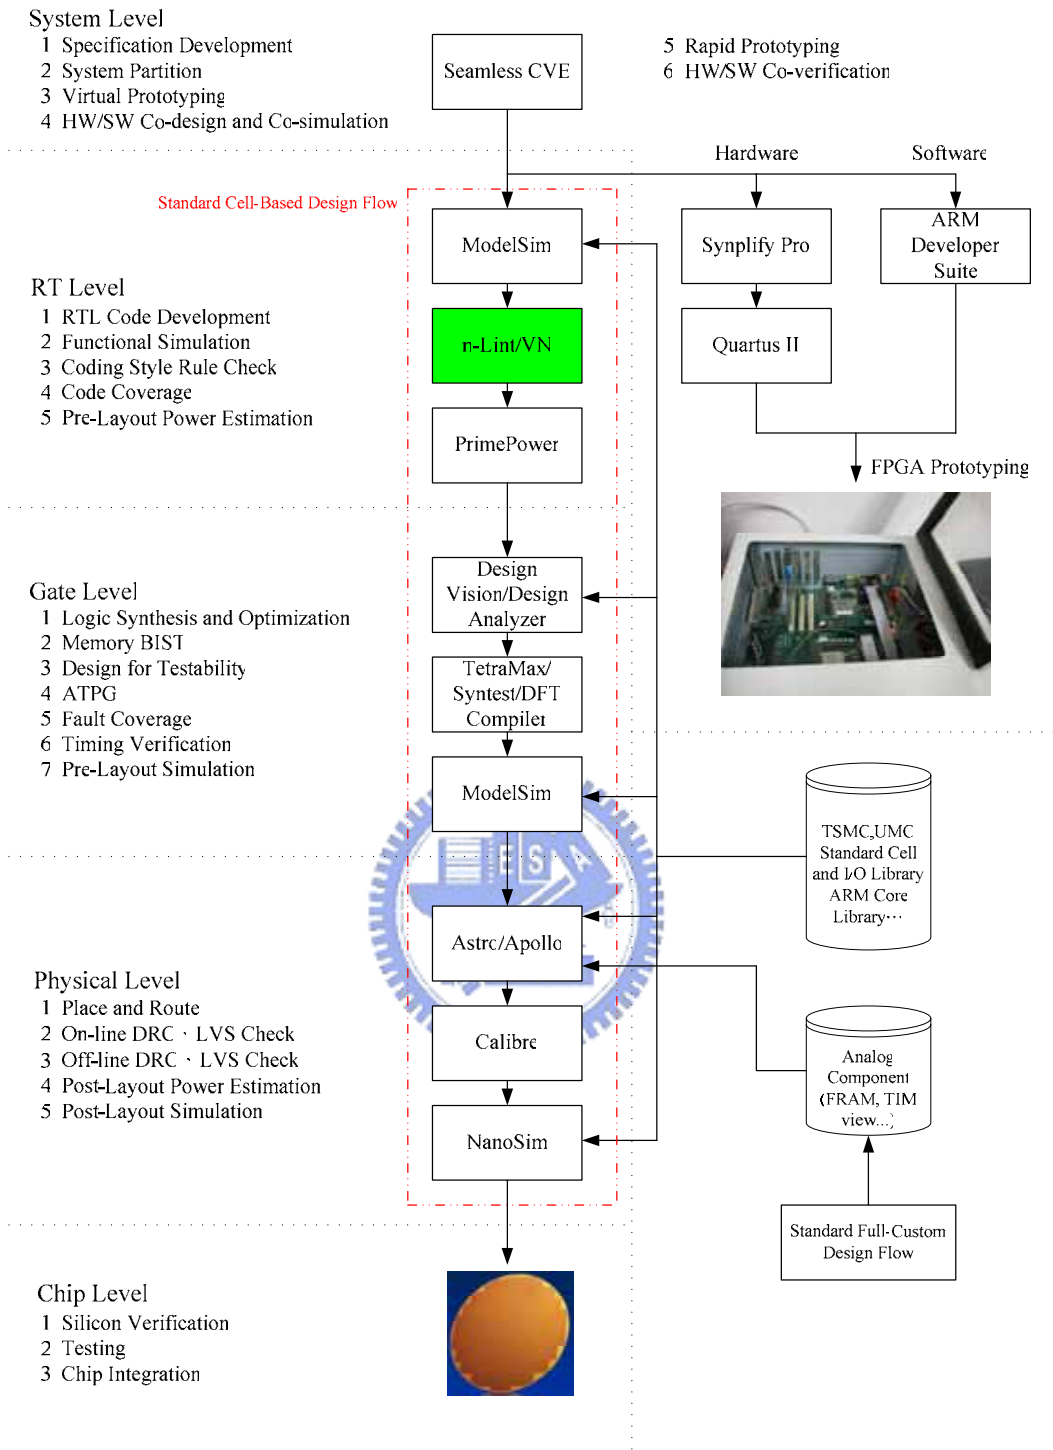 System Level
1 Specification Development
2 System Partition
3 Virtual Prototyping
4 HW/SW Co-design and Co-simulation
Seamless CVE
5 Rapid Prototyping
6 HW/SW Co-verification
Hardware
Software
Standard Cell-Based Design Flow
ModelSim
Synplify Pro
ARM
Developer
Suite
RT Level
1 RTL Code Development
2 Functional Simulation
3 Coding Style Rule Check
4 Code Coverage
5 Pre-Layout Power Estimation
n-Lint/VN
Quartus II
PrimePower
FPGA Prototyping
Gate Level
1 Logic Synthesis and Optimization
2 Memory BIST
3 Design for Testability
4 ATPG
5 Fault Coverage
6 Timing Verification
7 Pre-Layout Simulation
Design
Vision/Design
Analyzer
TetraMax/
Syntest/DFT
Compiler
ModelSim
TSMC,UMC
Standard Cell
and I/O Library
ARM Core
Library…
ESA
Physical Level
1 Place and Route
2 On-line DRC、LVS Check
3 Off-line DRC、LVS Check
4 Post-Layout Power Estimation
5 Post-Layout Simulation
Astro/Apollo
Calibre
NanoSim
Analog
Component
(FRAM, TIM
view...)
Standard Full-Custom
Design Flow
Chip Level
1 Silicon Verification
2 Testing
3 Chip Integration